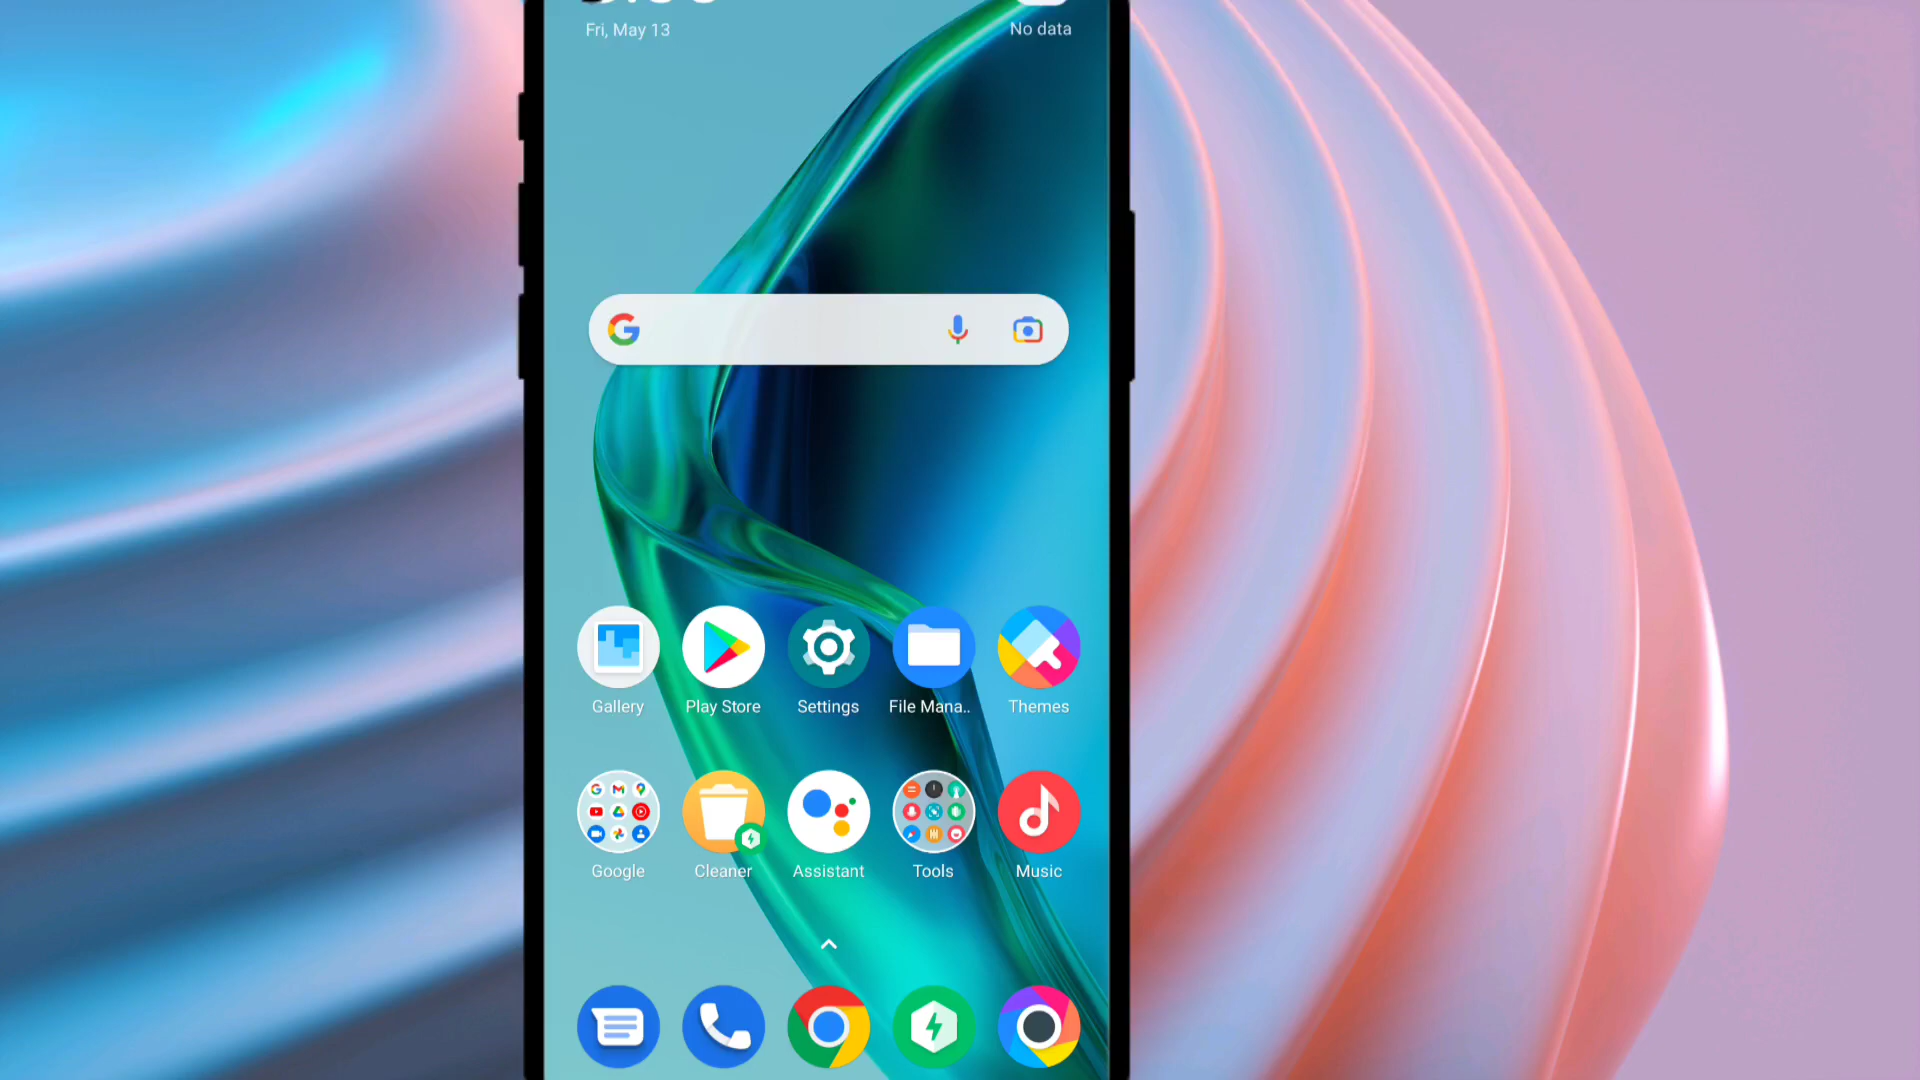 Fri, May 13
No data
Gallery
Play Store
Settings
File Mana..
Themes
Google
Cleaner
Assistant
Tools
Music